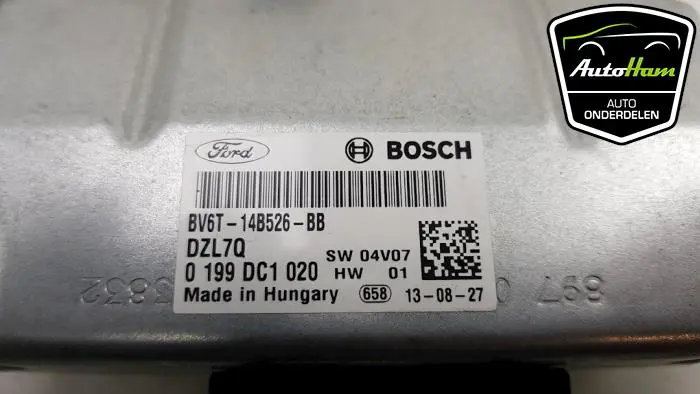 AutoHam
AUTO
ONDERDELEN
Ford
BOSCH
BV6T-14B526-BB
DZL7Q
SW 04V07
0 199 DC1 020
HW 01
Made in Hungary
658
13-08-27